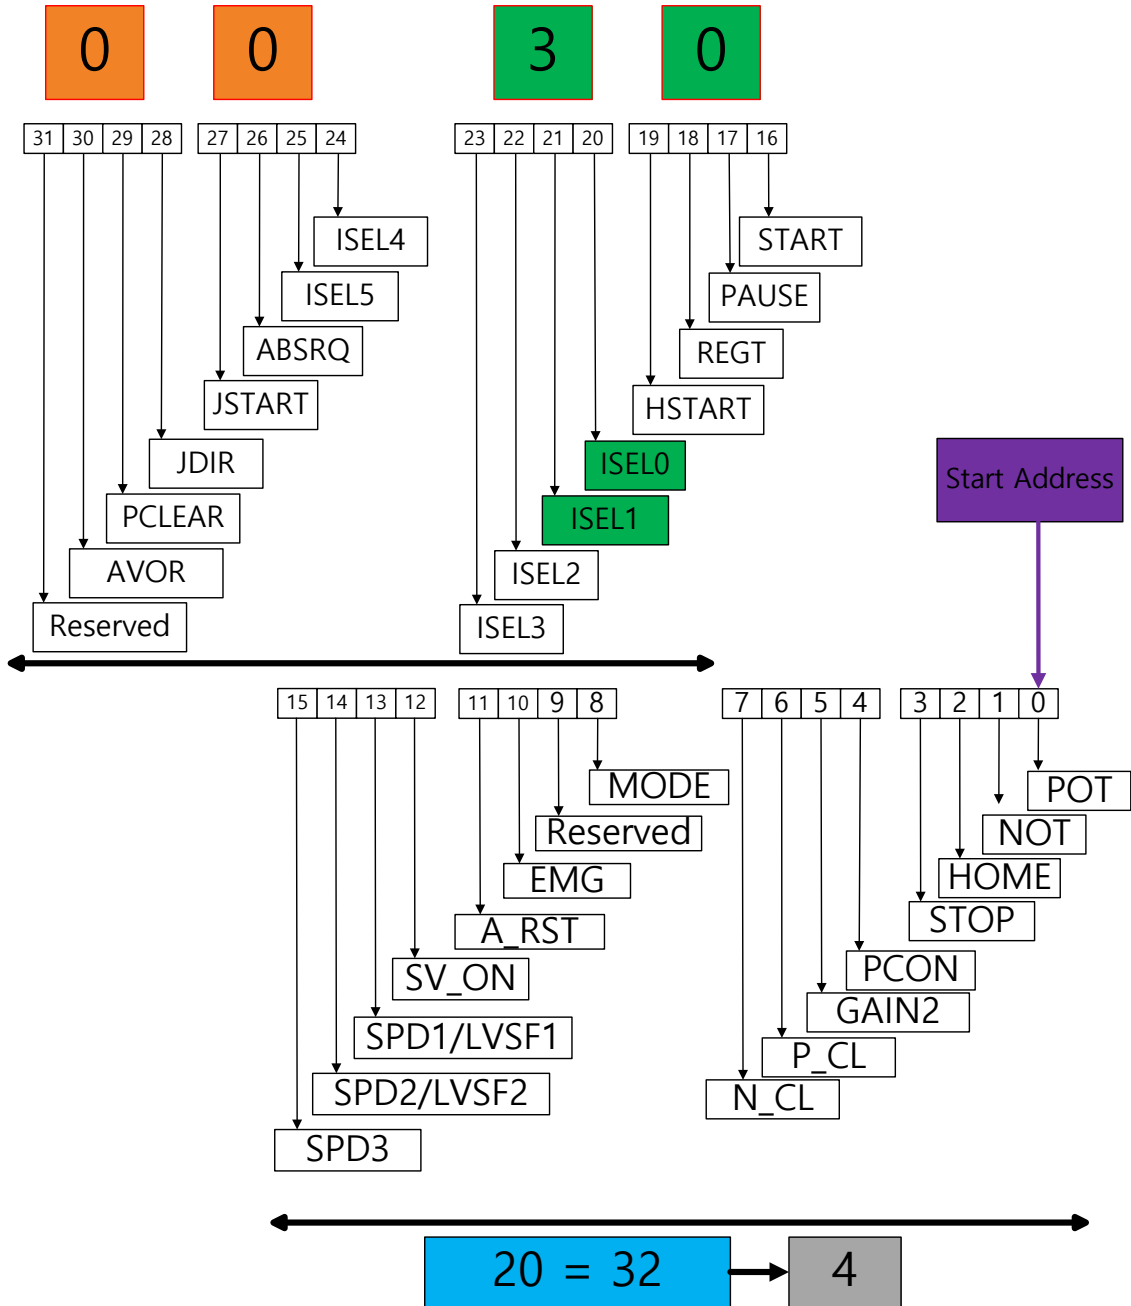 0 0 3 0
31 30 29 28 27 26 25 24 23 22 21 20 19 18 17 16
ISEL4 START
ISEL5 PAUSE
ABSRQ REGT
JSTART HSTART
JDIR ISEL0
Start Address
PCLEAR ISEL1
AVOR ISEL2
Reserved ISEL3
15 14 13 12 11 10 9 8 7 6 5 4 3 2 1 0
MODE POT
Reserved NOT
EMG HOME
A_RST STOP
SV_ON PCON
SPD1/LVSF1 GAIN2
SPD2/LVSF2 P_CL
N_CL
SPD3
20 = 32 4